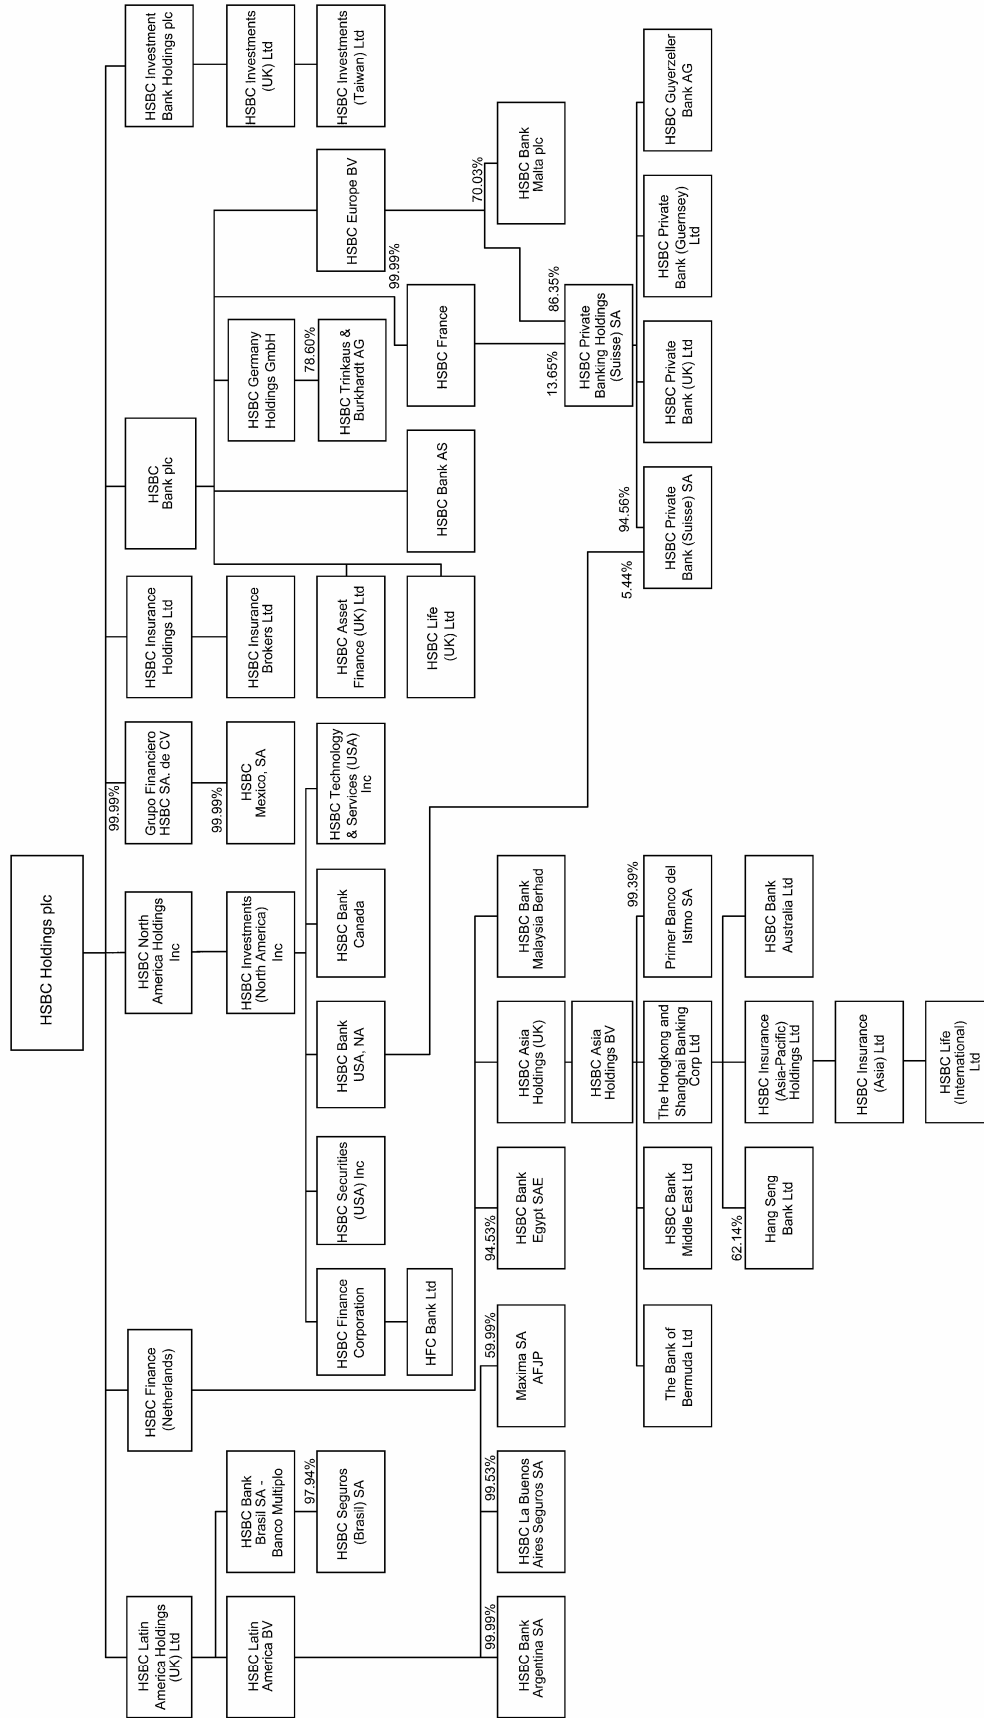 HSBC Holdings plc
HSBC Latin
America Holdings
(UK) Ltd
HSBC Finance
(Netherlands)
HSBC North
America Holdings
Inc
99.99%
Grupo Financiero
HSBC SA. de CV
HSBC Insurance
Holdings Ltd
HSBC
Bank plc
HSBC Investment
Bank Holdings plc
HSBC Latin
America BV
HSBC Bank
Brasil SA -
Banco Multiplo
HSBC Investments
(North America)
Inc
99.99%
HSBC
Mexico, SA
HSBC Insurance
Brokers Ltd
HSBC Germany
Holdings GmbH
HSBC Investments
(UK) Ltd
97.94%
HSBC Seguros
(Brasil) SA
HSBC Finance
Corporation
HSBC Securities
(USA) Inc
HSBC Bank
USA, NA
HSBC Bank
Canada
HSBC Technology
& Services (USA)
Inc
HSBC Asset
Finance (UK) Ltd
78.60%
HSBC Trinkaus &
Burkhardt AG
HSBC Europe BV
HSBC Investments
(Taiwan) Ltd
HFC Bank Ltd
HSBC Life
(UK) Ltd
HSBC Bank AS
99.99%
HSBC France
99.99%
HSBC Bank
Argentina SA
99.53%
HSBC La Buenos
Aires Seguros SA
59.99%
Maxima SA
AFJP
94.53%
HSBC Bank
Egypt SAE
HSBC Asia
Holdings (UK)
HSBC Bank
Malaysia Berhad
70.03%
HSBC Bank
Malta plc
HSBC Asia
Holdings BV
13.65%
86.35%
HSBC Private
Banking Holdings
(Suisse) SA
The Bank of
Bermuda Ltd
HSBC Bank
Middle East Ltd
The Hongkong and
Shanghai Banking
Corp Ltd
99.39%
Primer Banco del
Istmo SA
5.44%
94.56%
HSBC Private
Bank (Suisse) SA
HSBC Private
Bank (UK) Ltd
HSBC Private
Bank (Guernsey)
Ltd
HSBC Guyerzeller
Bank AG
62.14%
Hang Seng
Bank Ltd
HSBC Insurance
(Asia-Pacific)
Holdings Ltd
HSBC Bank
Australia Ltd
HSBC Insurance
(Asia) Ltd
HSBC Life
(International)
Ltd